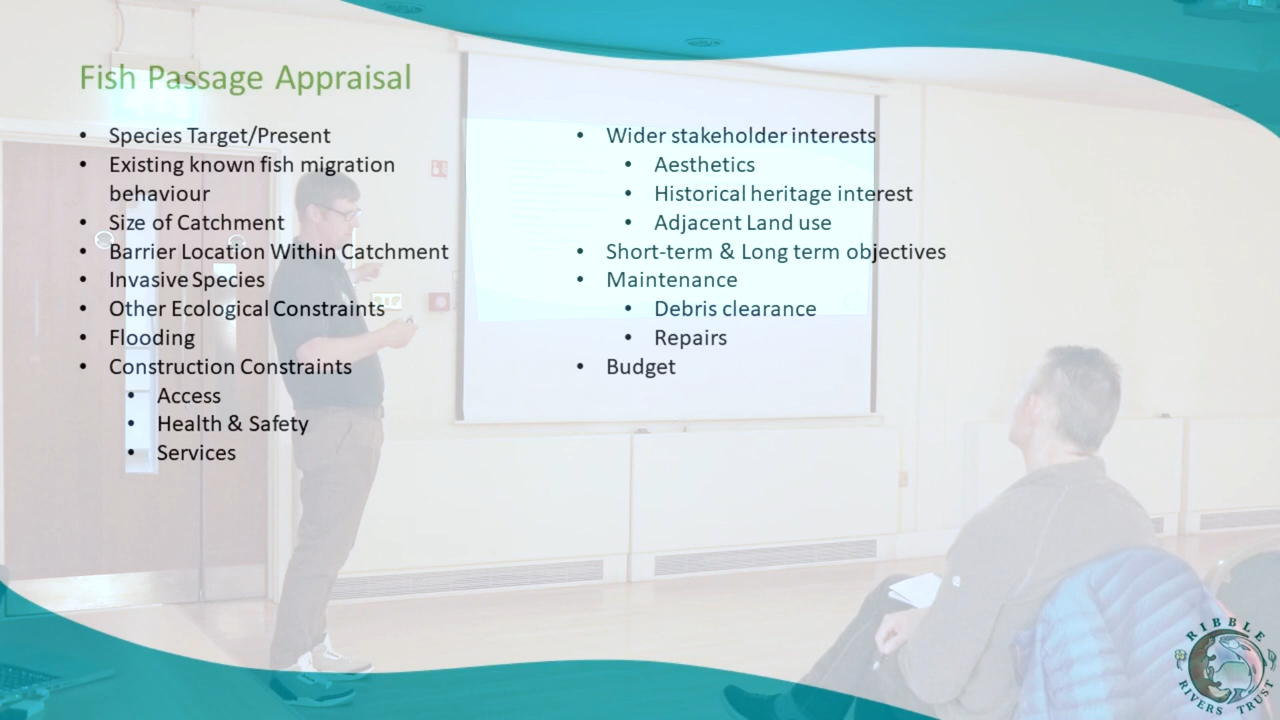 Fish Passage Appraisal
• Species Target/Present
• Existing known fish migration
behaviour
• Size of Catchment
• Barrier Location Within Catchment
• Invasive Species
• Other Ecological Constraints
• Flooding
• Construction Constraints
• Access
• Health & Safety
• Services
• Wider stakeholder interests
• Aesthetics
• Historical heritage interest
• Adjacent Land use
• Short-term & Long term objectives
• Maintenance
• Debris clearance
• Repairs
• Budget
RIBBLE
RIVERS TRUST